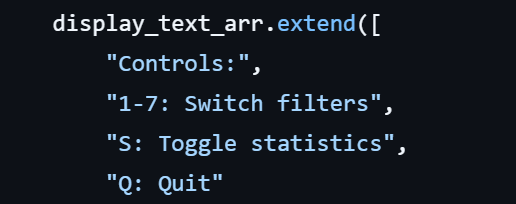 display_text_arr.extend([
"Controls:",
"1-7: Switch filters",
"S: Toggle statistics",
"Q: Quit"